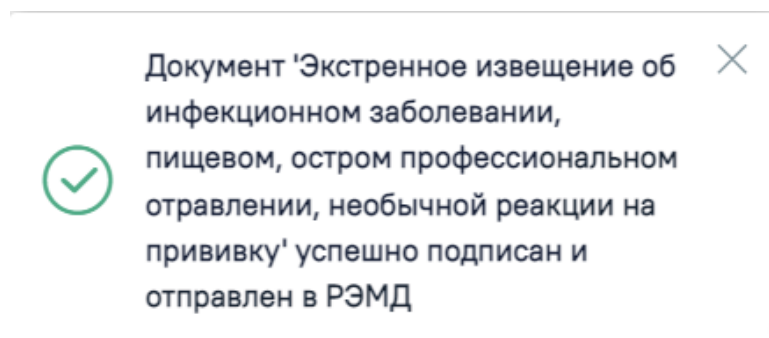 Документ 'Экстренное извещение об
инфекционном заболевании,
пищевом, остром профессиональном
отравлении, необычной реакции на
прививку' успешно подписан и
отправлен в РЭМД